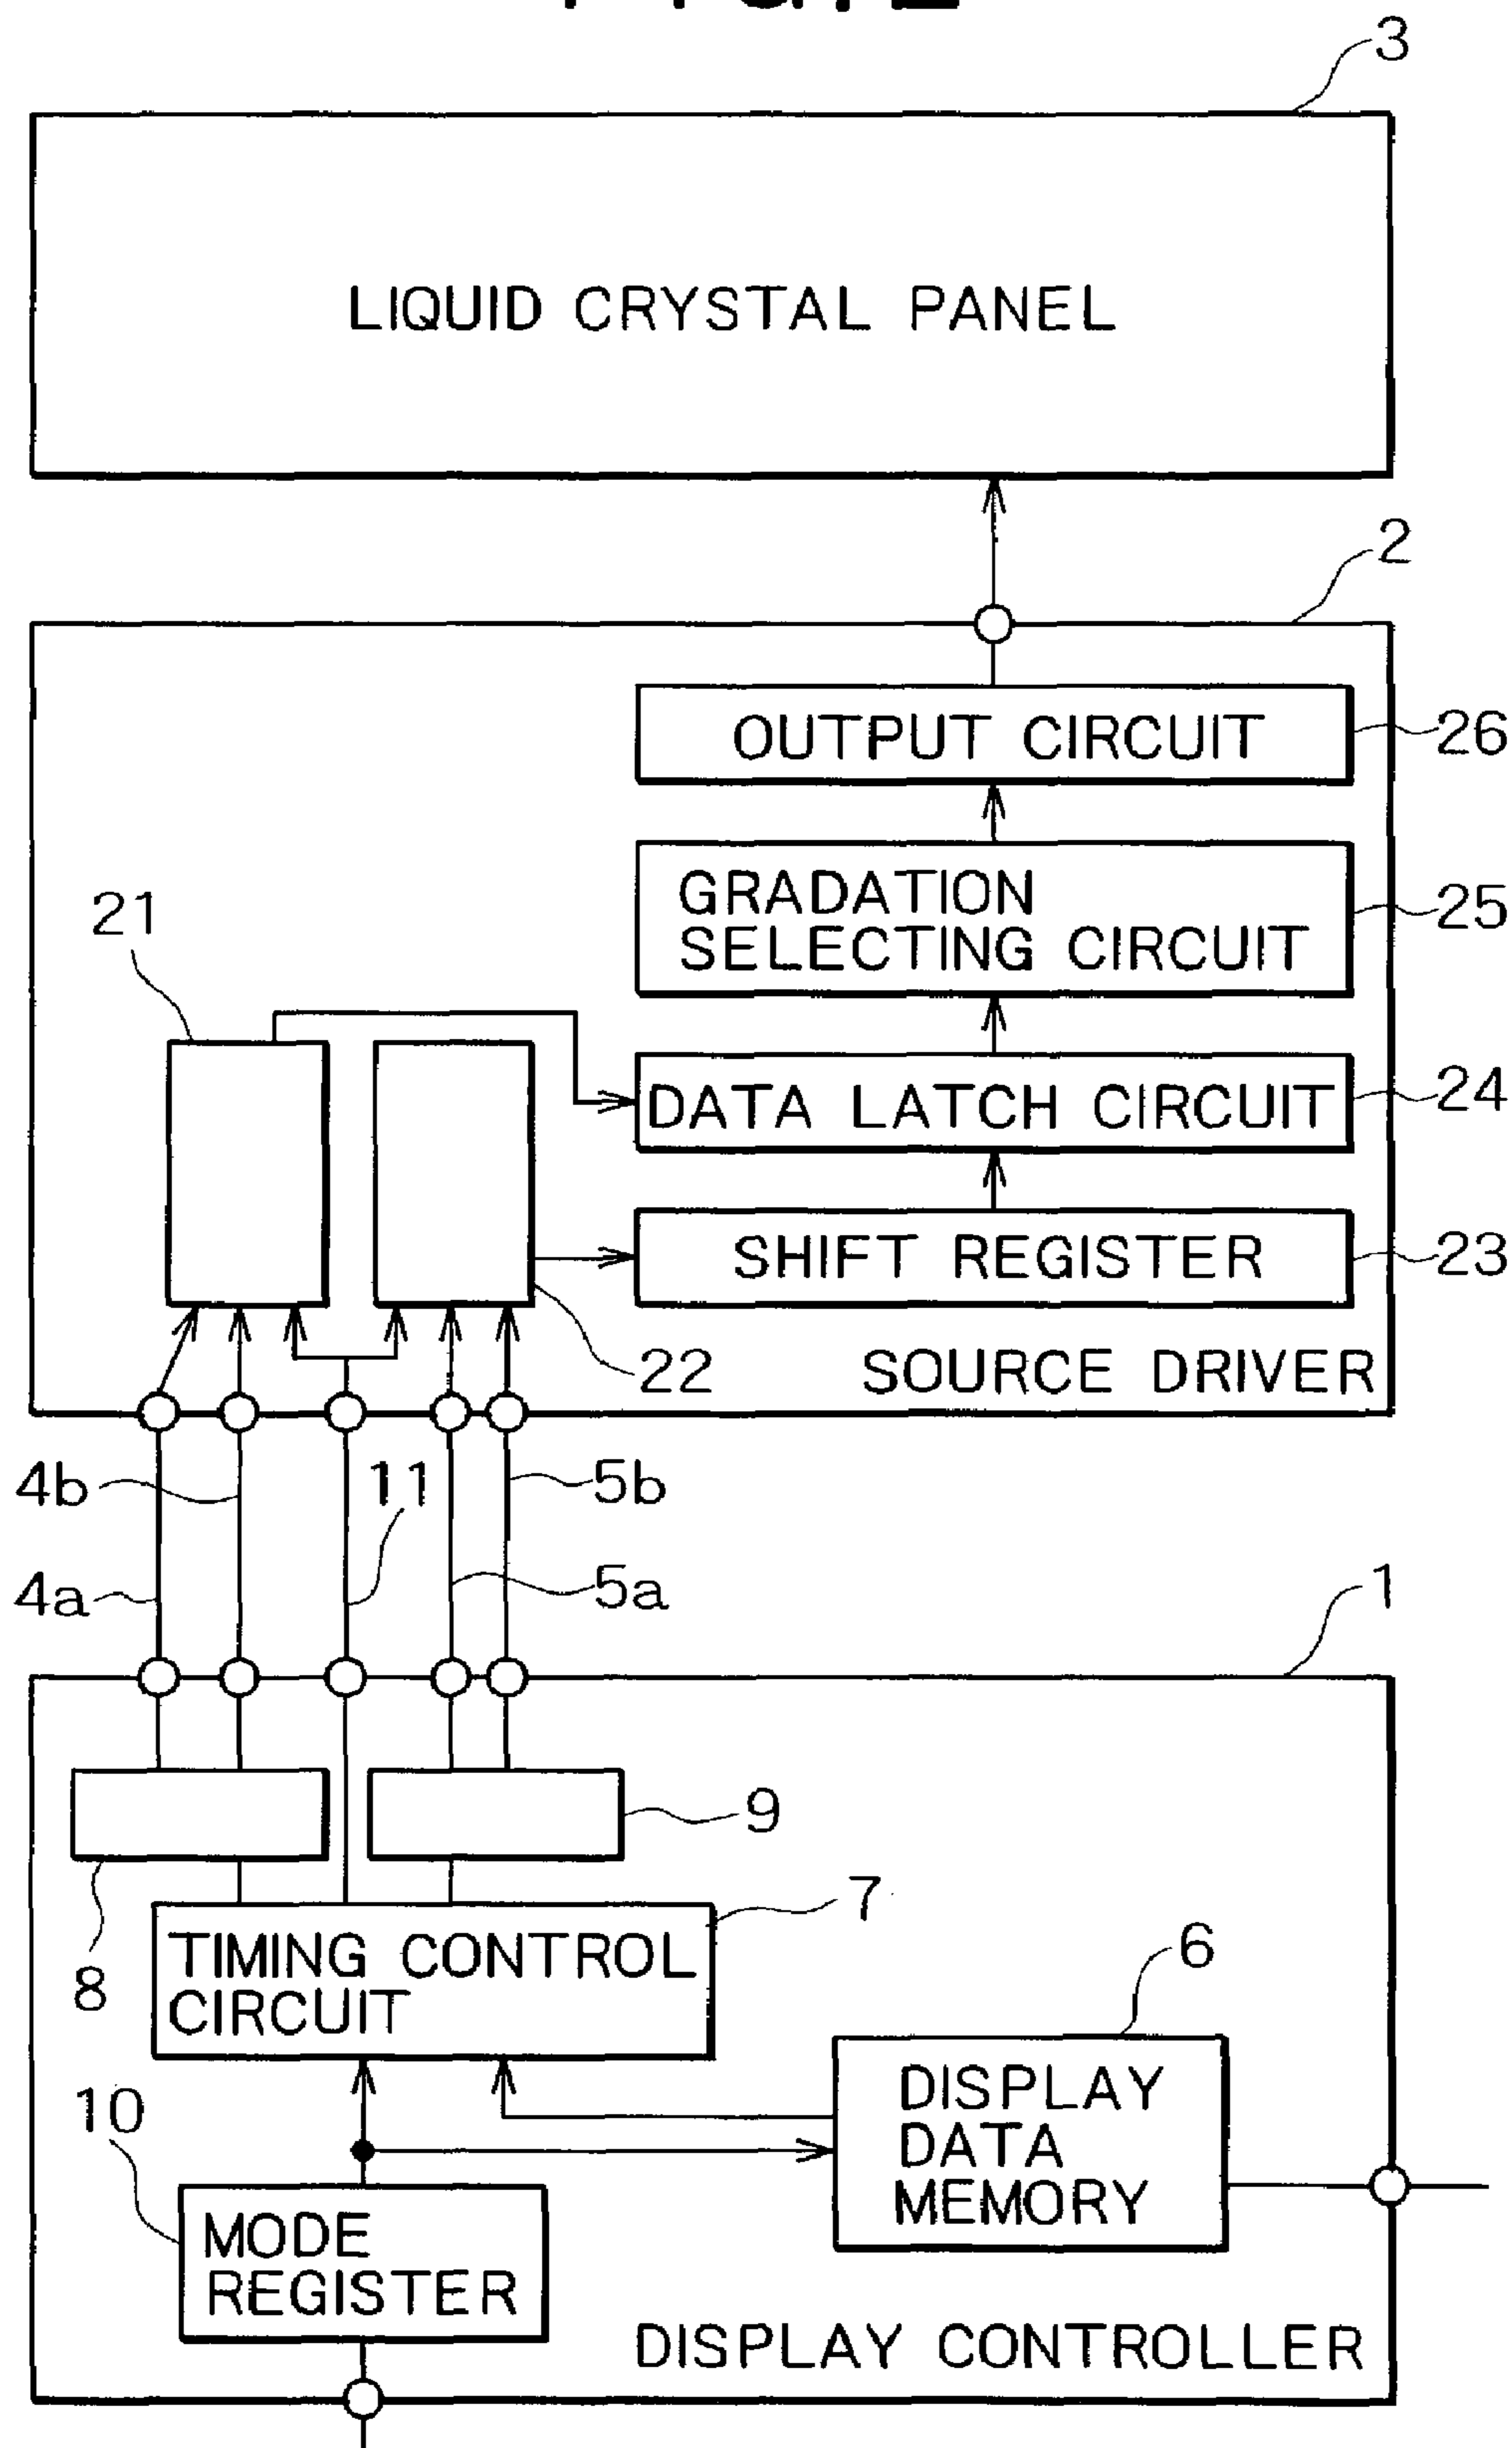 3
LIQUID CRYSTAL PANEL
2
OUTPUT CIRCUIT
26
GRADATION
SELECTING CIRCUIT
25
21
DATA LATCH CIRCUIT
24
SHIFT REGISTER
23
22
SOURCE DRIVER
4b
11
5b
4a
5a
1
9
8
7
TIMING CONTROL
CIRCUIT
6
DISPLAY
DATA
MEMORY
10
MODE
REGISTER
DISPLAY CONTROLLER